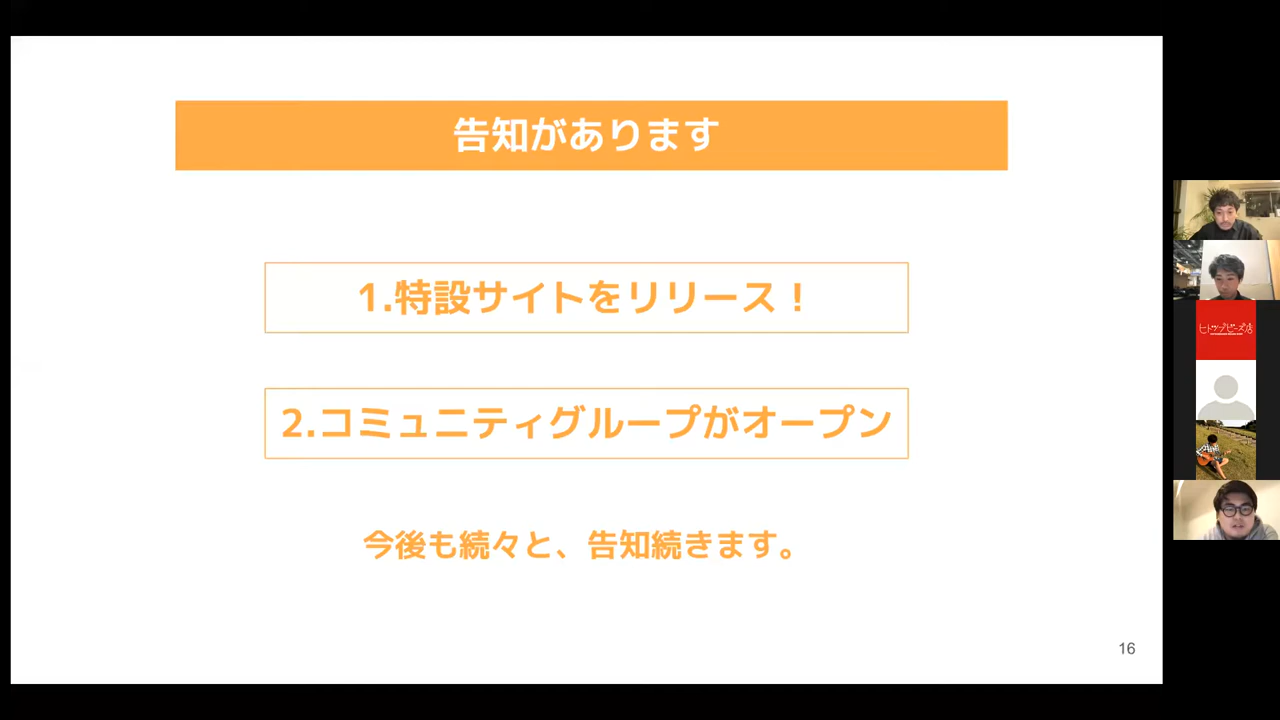 告知があります
1.特設サイトをリリース！
2.コミュニティグループがオープン
今後も続々と、告知続きます。
16